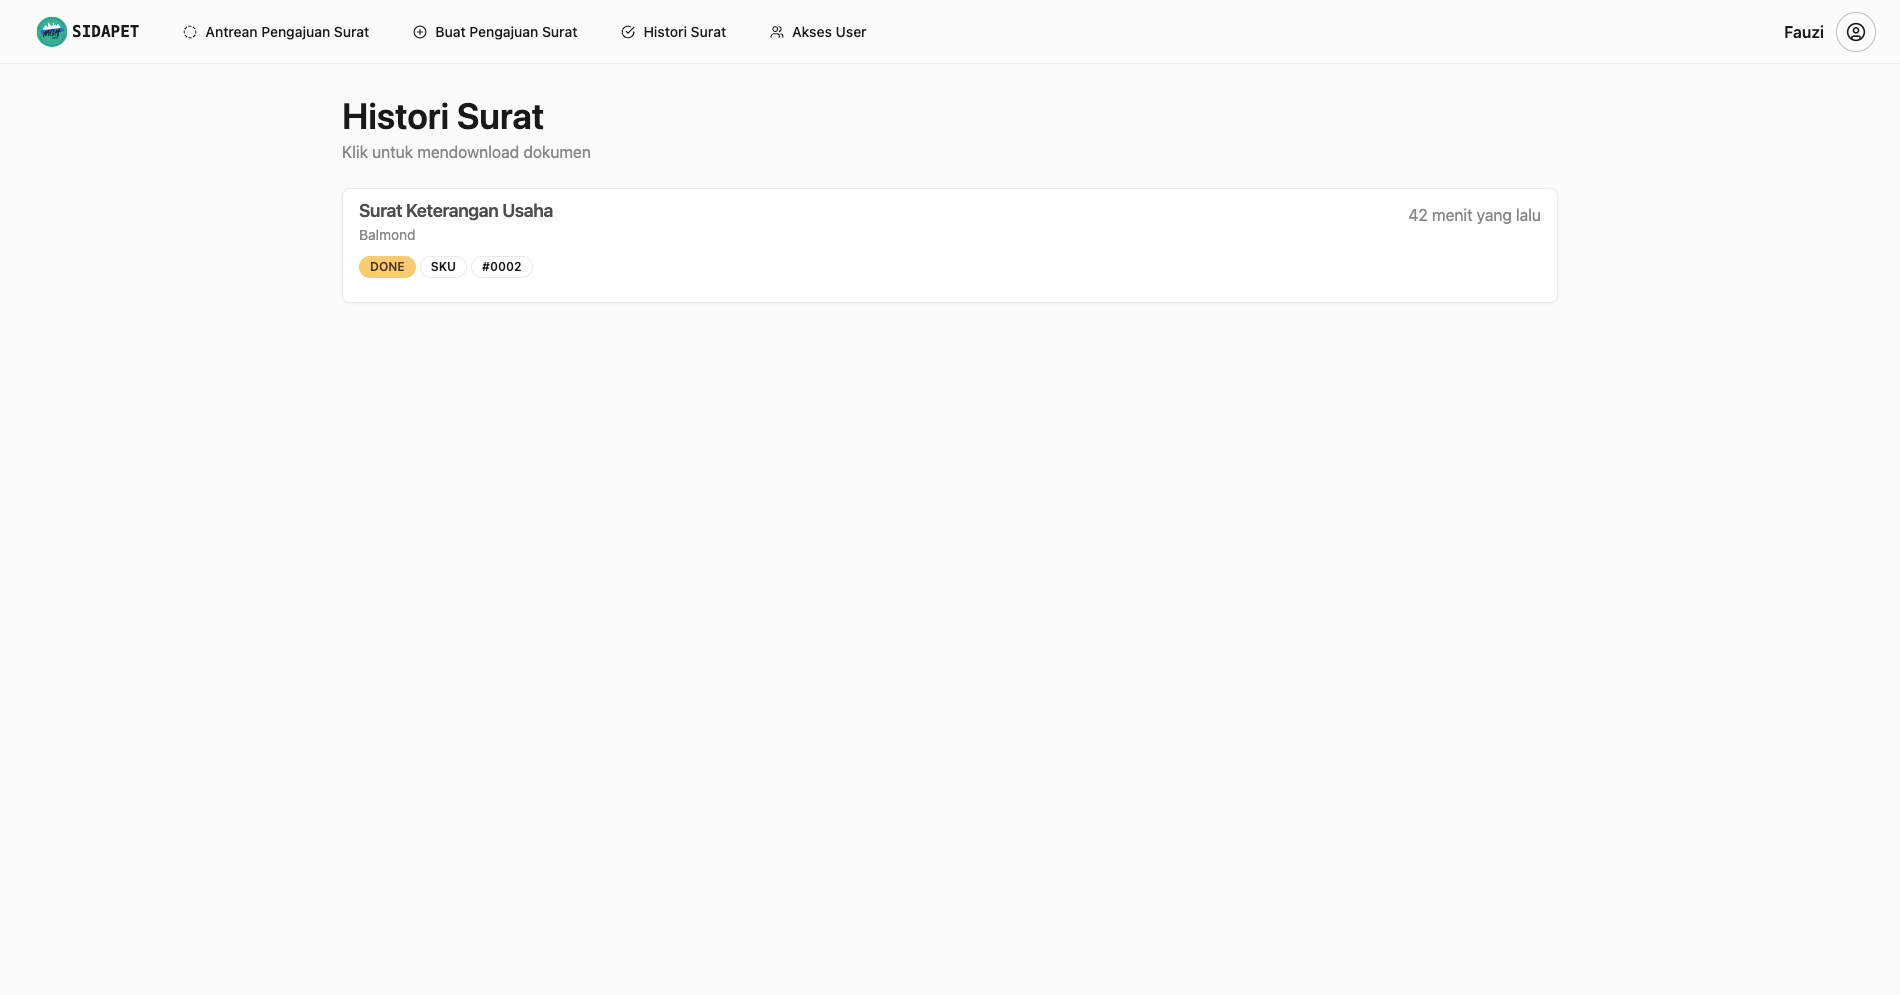 SIDAPET
Antrean Pengajuan Surat
Buat Pengajuan Surat
Histori Surat
Akses User
Fauzi
Histori Surat
Klik untuk mendownload dokumen
Surat Keterangan Usaha
42 menit yang lalu
Balmond
DONE SKU #0002